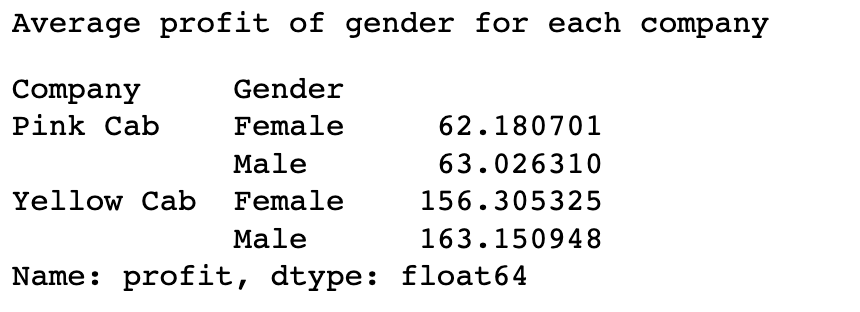 Average profit of gender for each company
Company     Gender
Pink Cab    Female     62.180701
            Male       63.026310
Yellow Cab  Female    156.305325
            Male      163.150948
Name: profit, dtype: float64